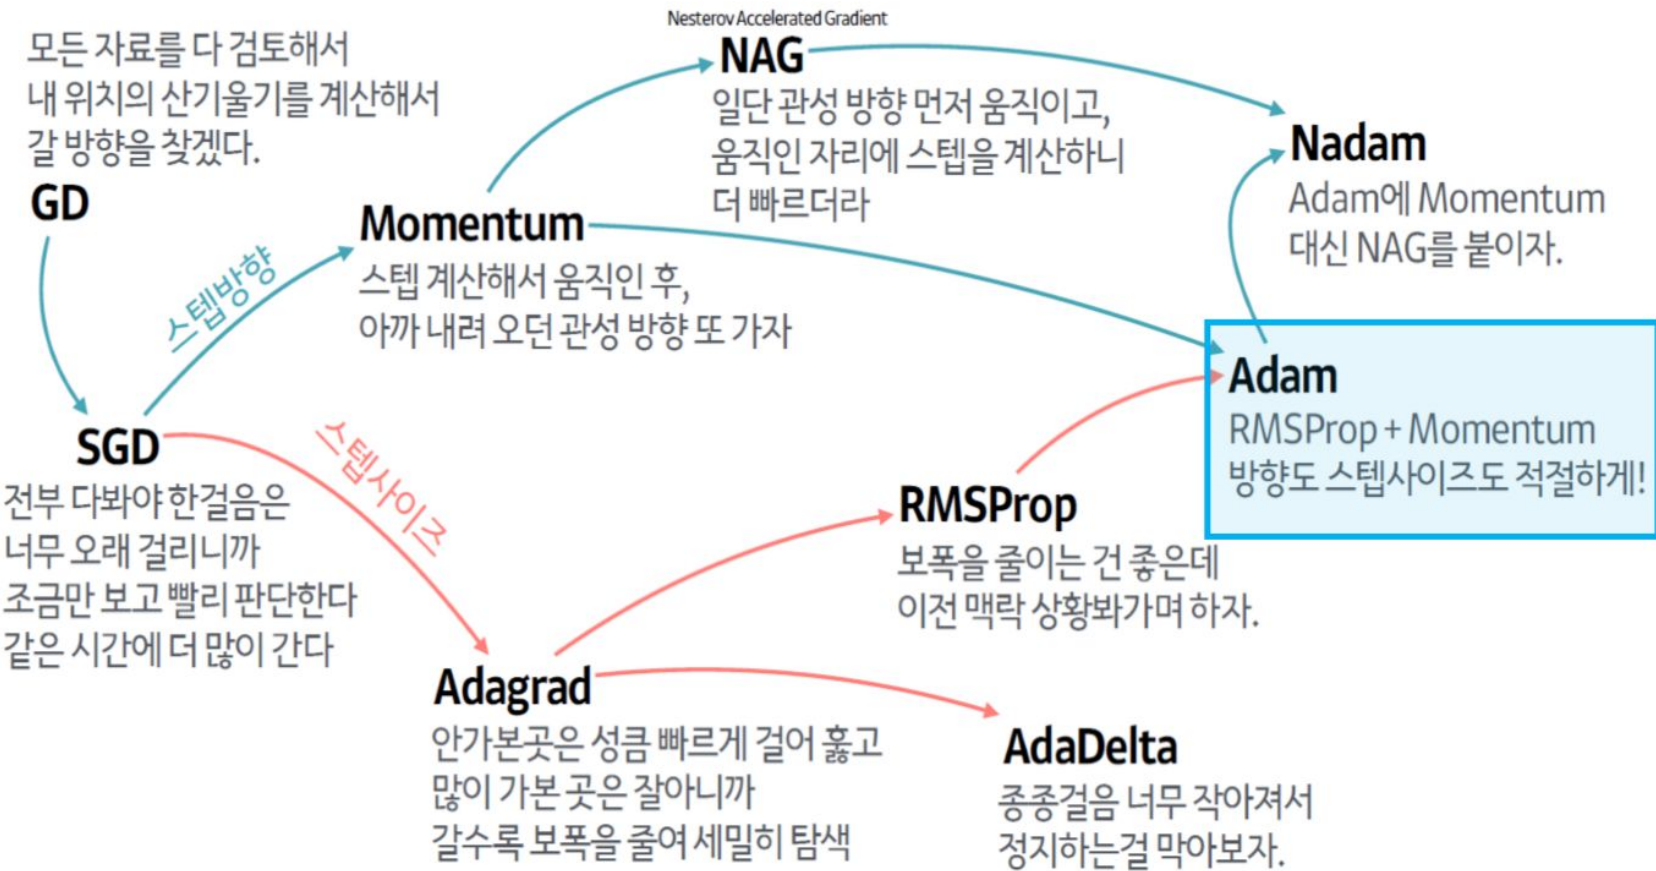 모든 자료를 다 검토해서
내 위치의 산기울기를 계산해서
갈 방향을 찾겠다.
GD
스텝방향
Momentum
스텝 계산해서 움직인 후,
아까 내려 오던 관성 방향 또 가자
Nesterov Accelerated Gradient
NAG
일단 관성 방향 먼저 움직이고,
움직인 자리에 스텝을 계산하니
더 빠르더라
Nadam
Adam에 Momentum
대신 NAG를 붙이자.
Adam
RMSProp + Momentum
방향도 스텝사이즈도 적절하게!
SGD
전부 다봐야 한걸음은
너무 오래 걸리니까
조금만 보고 빨리 판단한다
같은 시간에 더 많이 간다
스텝사이즈
RMSProp
보폭을 줄이는 건 좋은데
이전 맥락 상황봐가며 하자.
Adagrad
안가본곳은 성큼 빠르게 걸어 훑고
많이 가본 곳은 잘아니까
갈수록 보폭을 줄여 세밀히 탐색
AdaDelta
종종걸음 너무 작아져서
정지하는걸 막아보자.